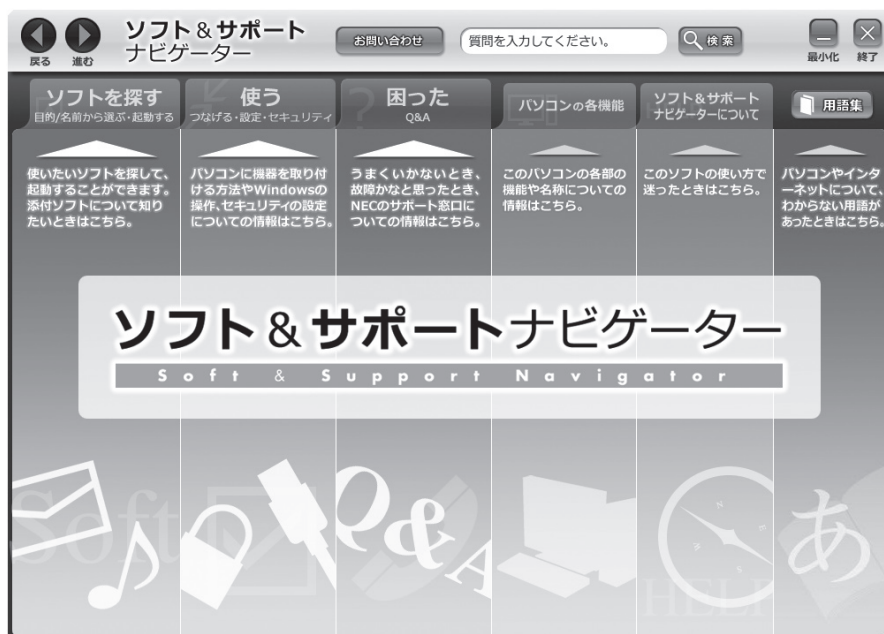 戻る
進む
ソフト&サポート
ナビゲーター
お問い合わせ
質問を入力してください。
検索
最小化
終了
ソフトを探す
目的/名前から選ぶ・起動する
使う
つなげる・設定・セキュリティ
困った
Q&A
パソコンの各機能
ソフト&サポート
ナビゲーターについて
用語集
使いたいソフトを探して、
起動することができます。
添付ソフトについて知り
たいときはこちら。
パソコンに機器を取り付
ける方法やWindowsの
操作、セキュリティの設定
についての情報はこちら。
うまくいかないとき、
故障かなと思ったとき、
NECのサポート窓口に
ついての情報はこちら。
このパソコンの各部の
機能や名称についての
情報はこちら。
このソフトの使い方で
迷ったときはこちら。
パソコンやインタ
ーネットについて、
わからない用語が
あったときはこちら。
ソフト&サポートナビゲーター
Soft & Support Navigator
Soft
Q&A
HELP
あ